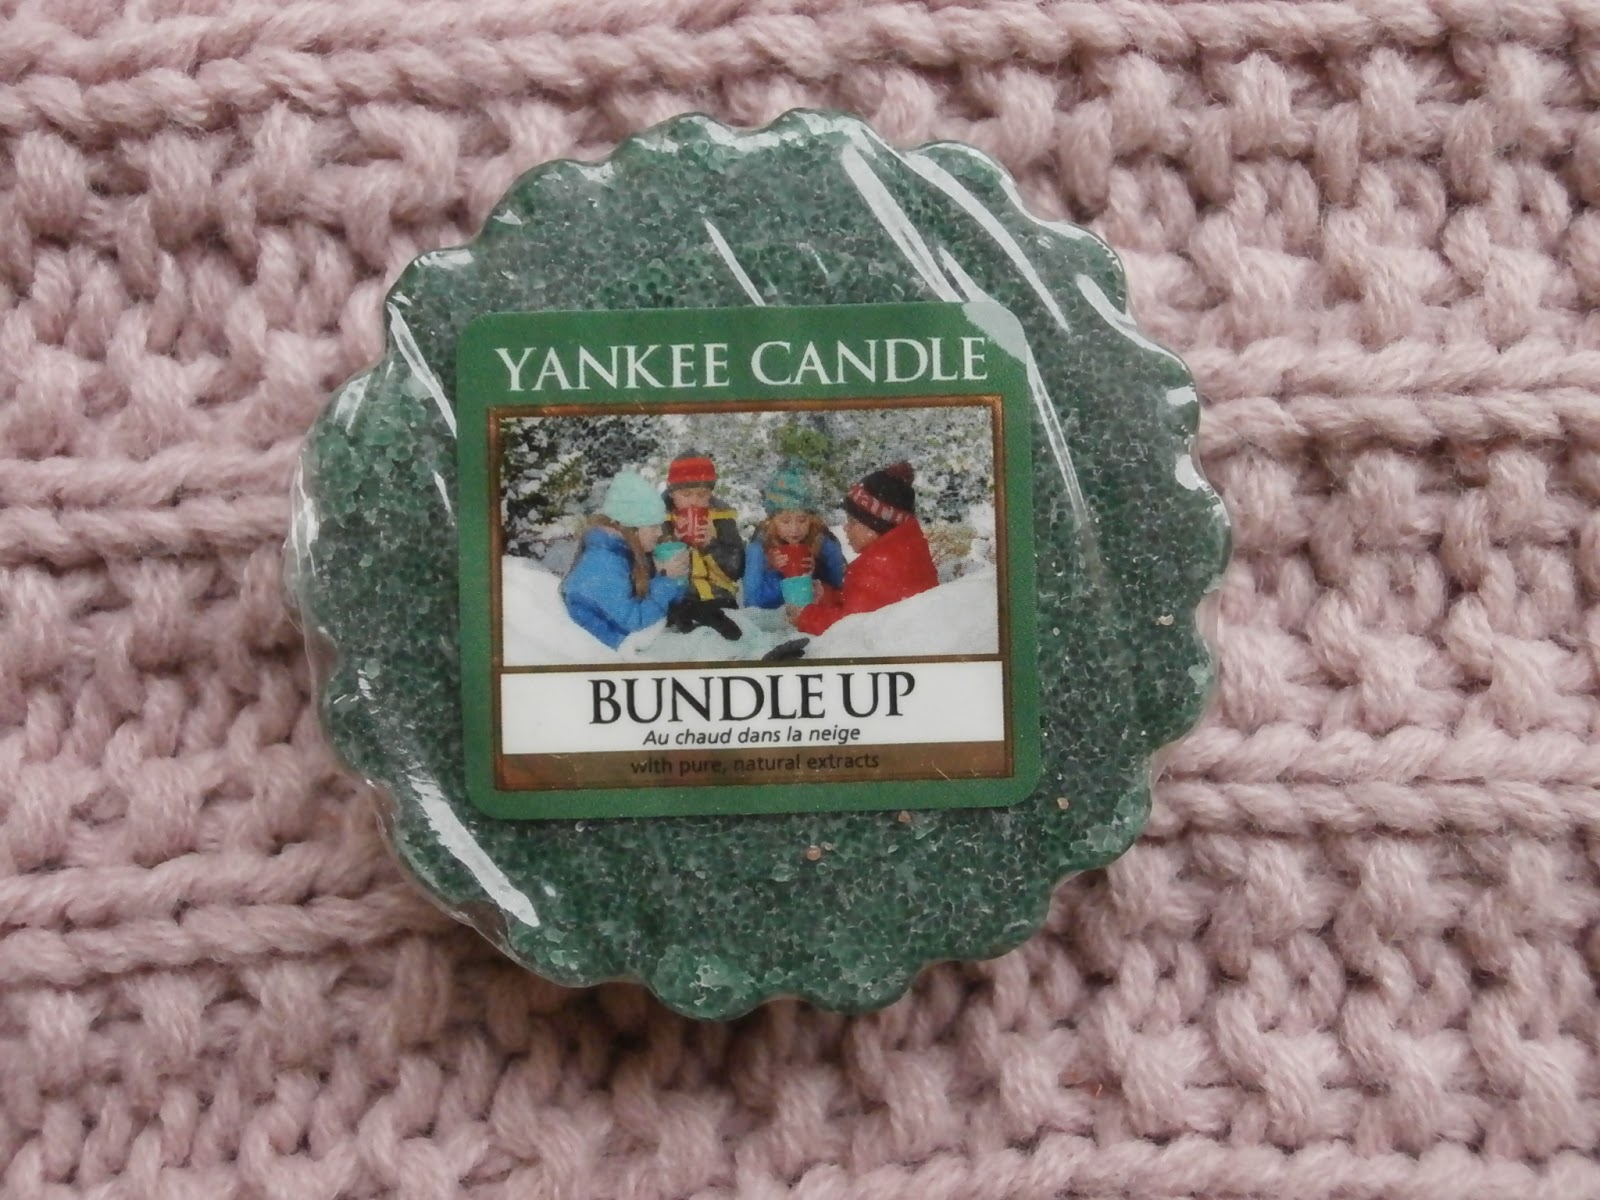 YANKEE CANDLE
BUNDLE UP
Au chaud dans la neige
with pure, natural extracts